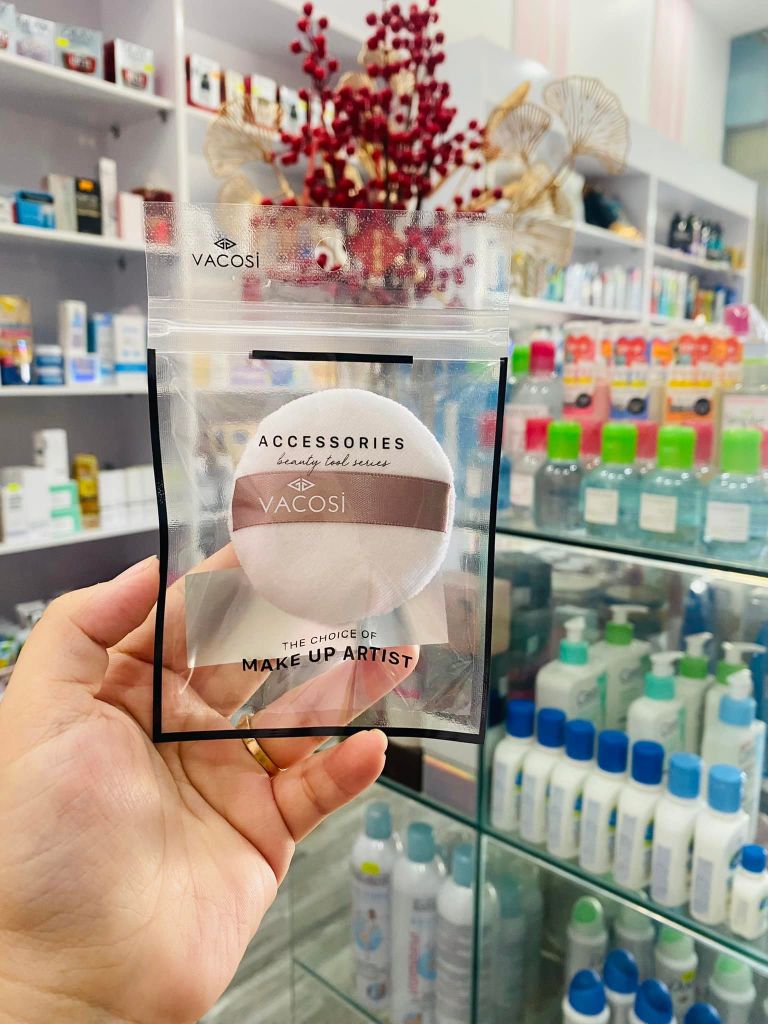 VACOSI
ACCESSORIES
beauty tool series
VACOSI
THE CHOICE OF
MAKE UP ARTIST